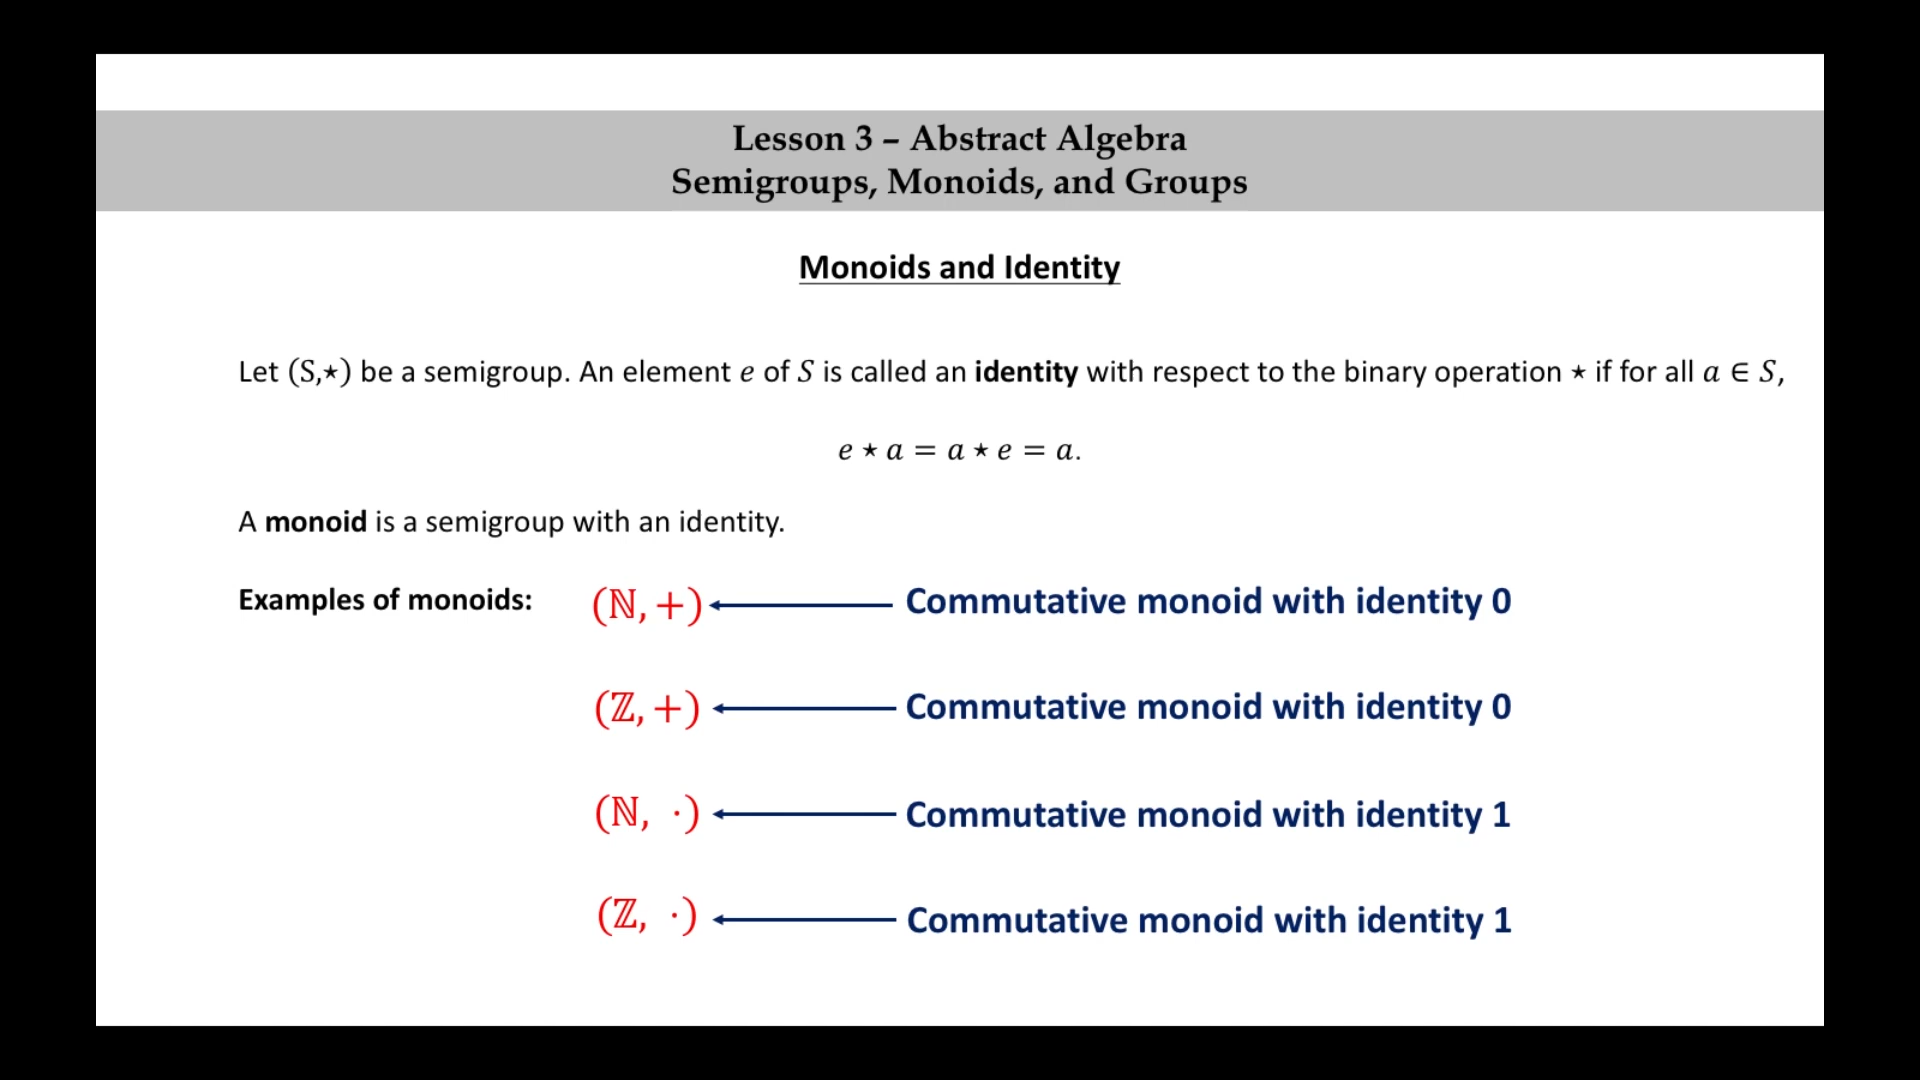 Lesson 3 – Abstract Algebra
Semigroups, Monoids, and Groups
Monoids and Identity
Let (S,⋆) be a semigroup. An element e of S is called an identity with respect to the binary operation ⋆ if for all a ∈ S,
e ⋆ a = a ⋆ e = a.
A monoid is a semigroup with an identity.
Examples of monoids: (ℕ, +) Commutative monoid with identity 0
(ℤ, +) Commutative monoid with identity 0
(ℕ, ·) Commutative monoid with identity 1
(ℤ, ·) Commutative monoid with identity 1